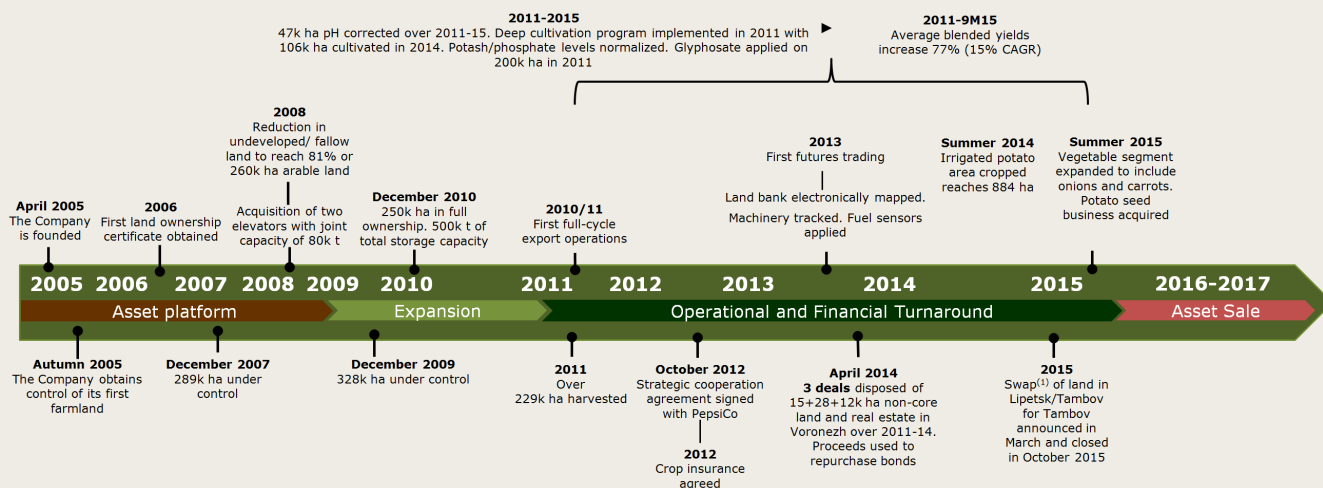 2011-2015
47k ha pH corrected over 2011-15. Deep cultivation program implemented in 2011 with
106k ha cultivated in 2014. Potash/phosphate levels normalized. Glyphosate applied on
200k ha in 2011
2011-9M15
Average blended yields
increase 77% (15% CAGR)
April 2005
The Company
is founded
2006
First land ownership
certificate obtained
2008
Reduction in
undeveloped/ fallow
land to reach 81% or
260k ha arable land
Acquisition of two
elevators with joint
capacity of 80k t
December 2010
250k ha in full
ownership. 500k t of
total storage capacity
2010/11
First full-cycle
export operations
2013
First futures trading
Land bank electronically mapped.
Machinery tracked. Fuel sensors
applied
Summer 2014
Irrigated potato
area cropped
reaches 884 ha
Summer 2015
Vegetable segment
expanded to include
onions and carrots.
Potato seed
business acquired
2005 2006 2007 2008 2009 2010 2011 2012 2013 2014 2015 2016-2017
Asset platform Expansion Operational and Financial Turnaround Asset Sale
Autumn 2005
The Company obtains
control of its first
farmland
December 2007
289k ha under
control
December 2009
328k ha under control
2011
Over
229k ha harvested
October 2012
Strategic cooperation
agreement signed
with PepsiCo
2012
Crop insurance
agreed
April 2014
3 deals disposed of
15+28+12k ha non-core
land and real estate in
Voronezh over 2011-14.
Proceeds used to
repurchase bonds
2015
Swap(1) of land in
Lipetsk/Tambov
for Tambov
announced in
March and closed
in October 2015